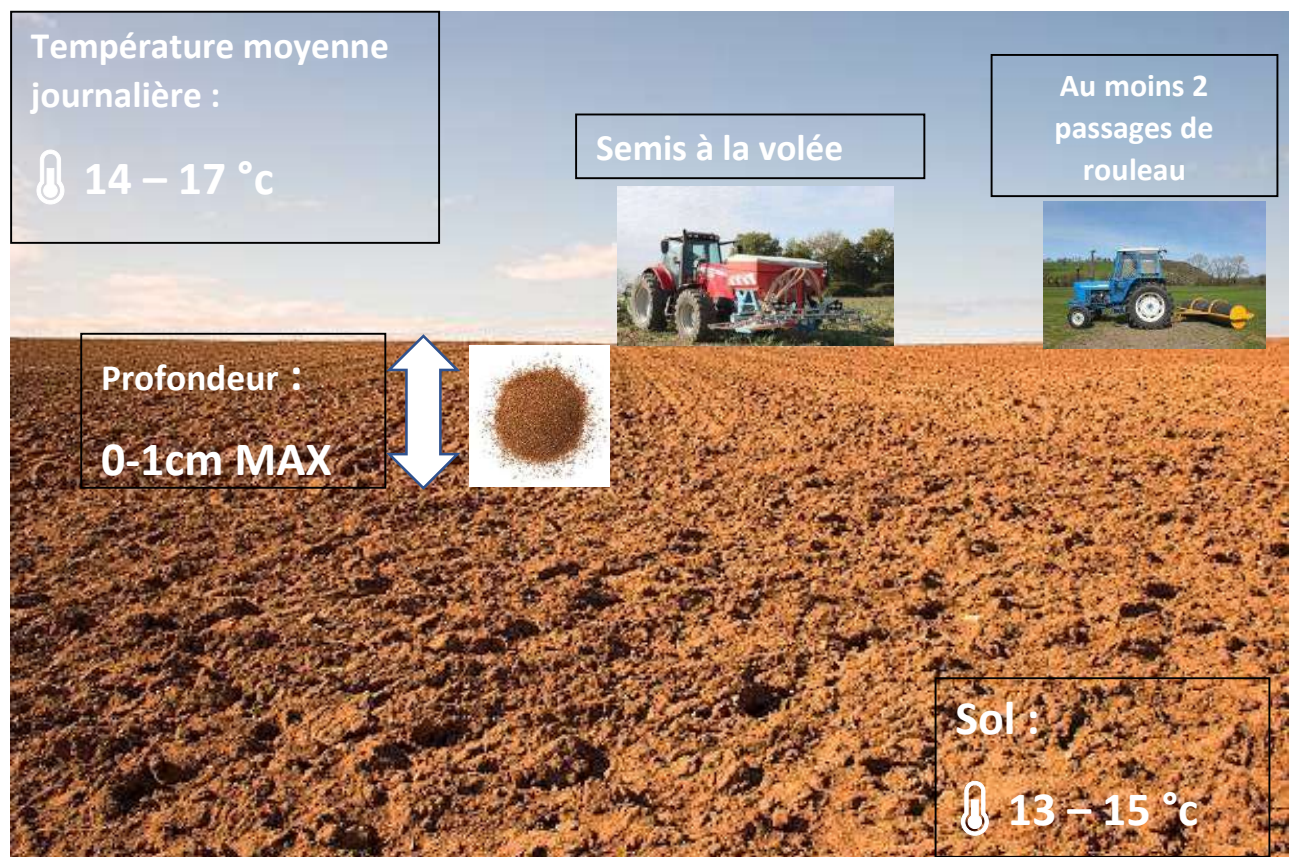 Température moyenne
journalière :
14 – 17 °c
Semis à la volée
Au moins 2
passages de
rouleau
Profondeur :
0-1cm MAX
Sol :
13 – 15 °c